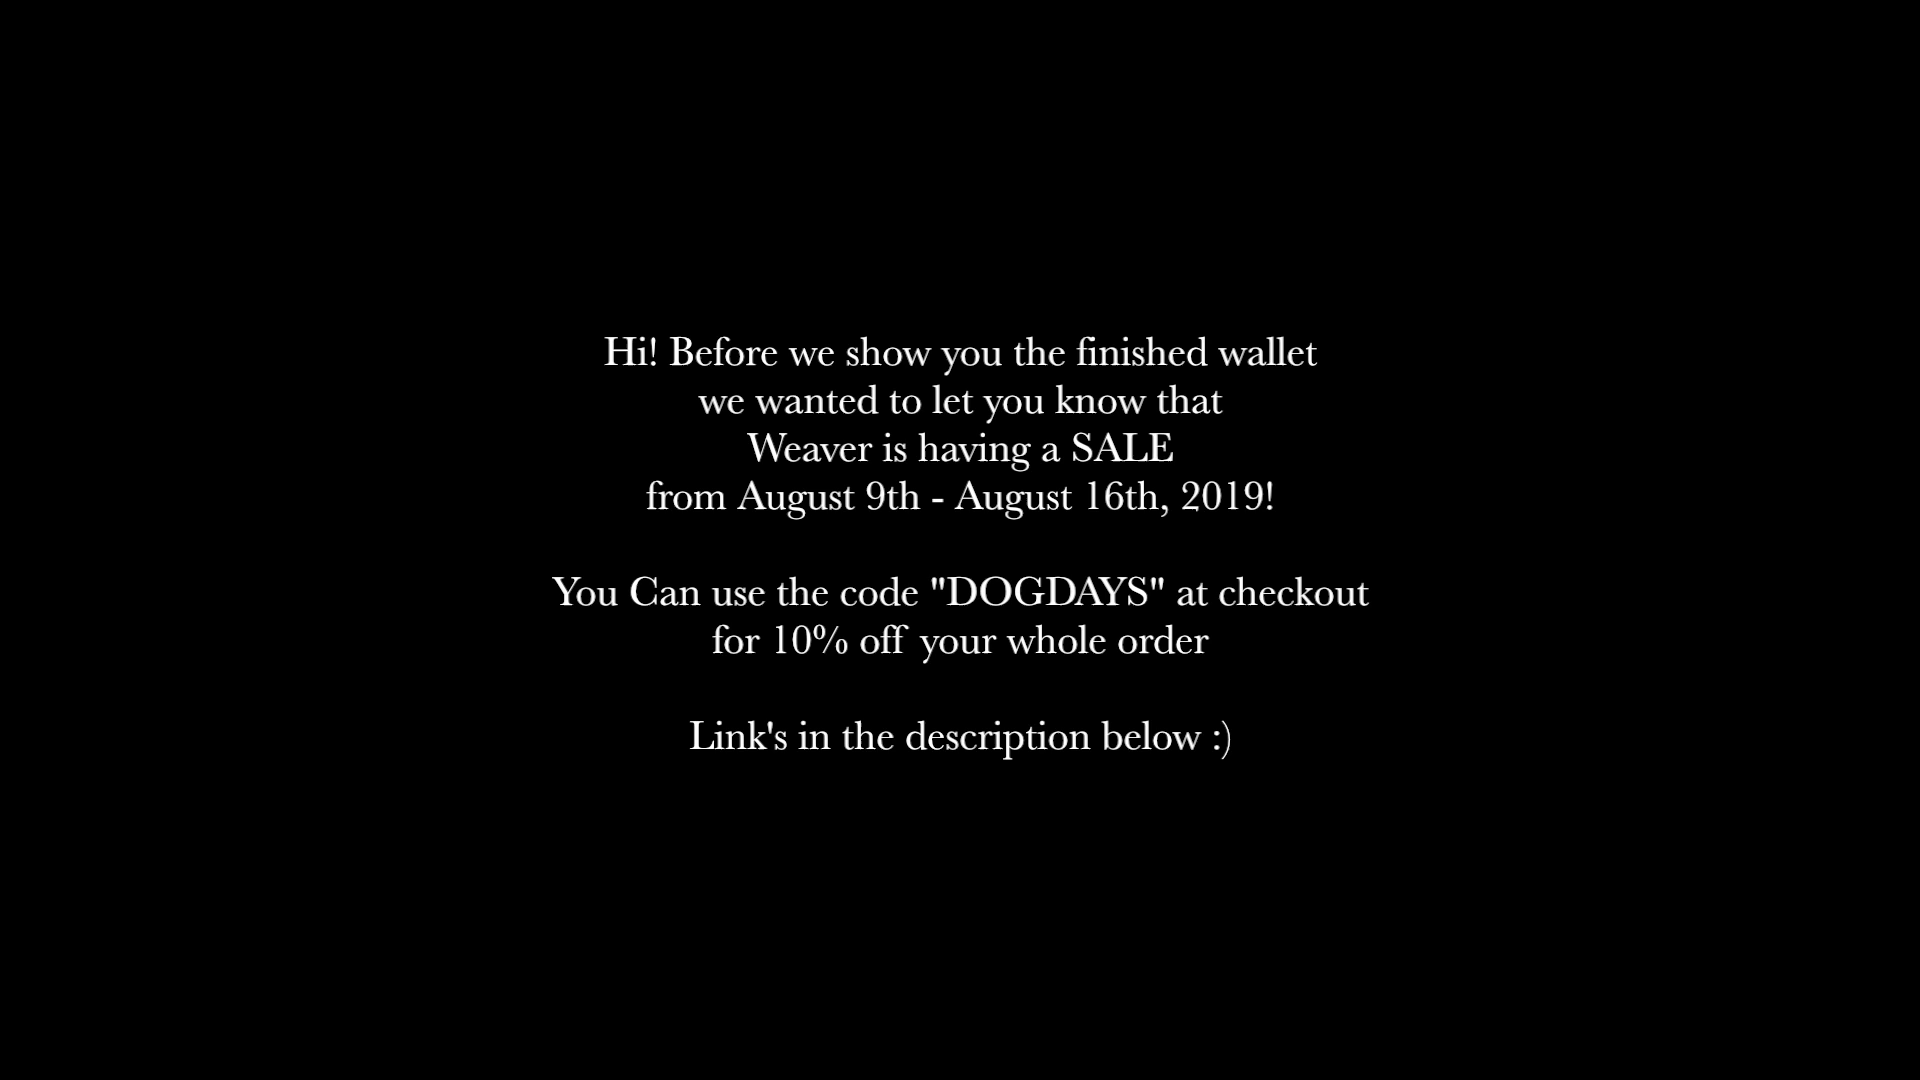 Hi! Before we show you the finished wallet
we wanted to let you know that
Weaver is having a SALE
from August 9th - August 16th, 2019!
You Can use the code "DOGDAYS" at checkout
for 10% off your whole order
Link's in the description below :)